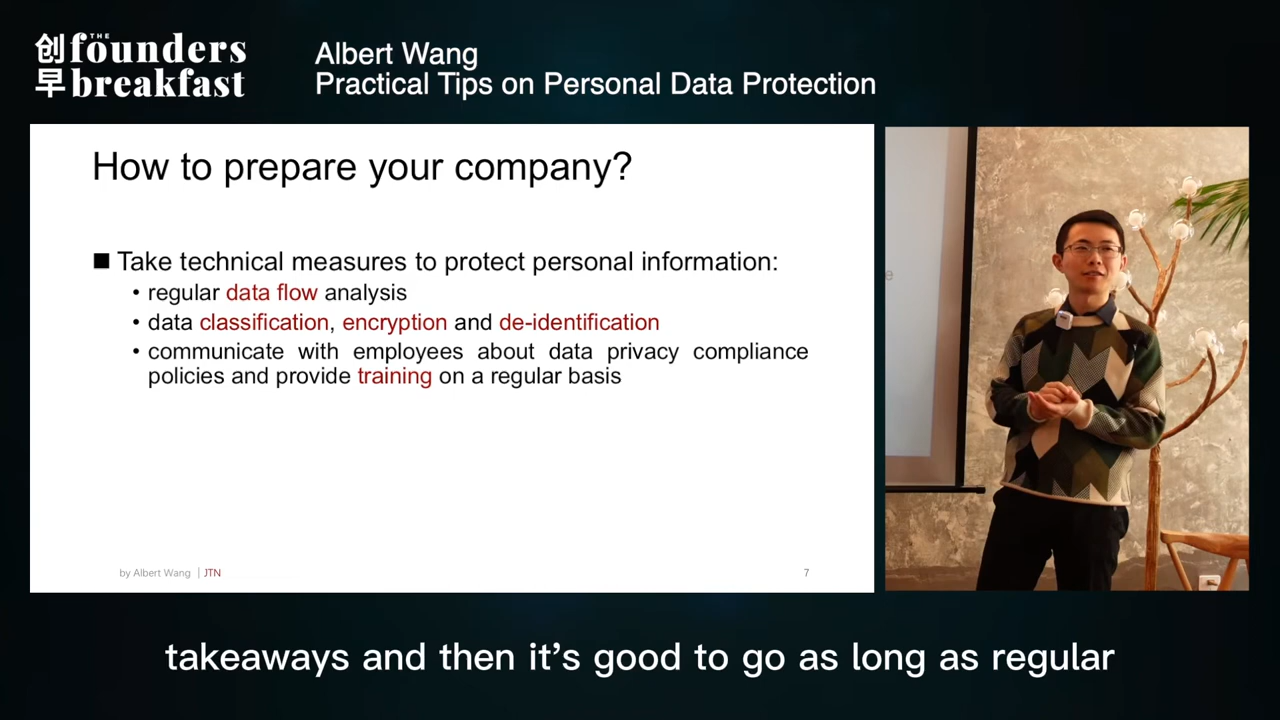 创 THE founders
早 breakfast
Albert Wang
Practical Tips on Personal Data Protection
How to prepare your company?
■ Take technical measures to protect personal information:
• regular data flow analysis
• data classification, encryption and de-identification
• communicate with employees about data privacy compliance
policies and provide training on a regular basis
by Albert Wang | JTN
7
e
takeaways and then it's good to go as long as regular